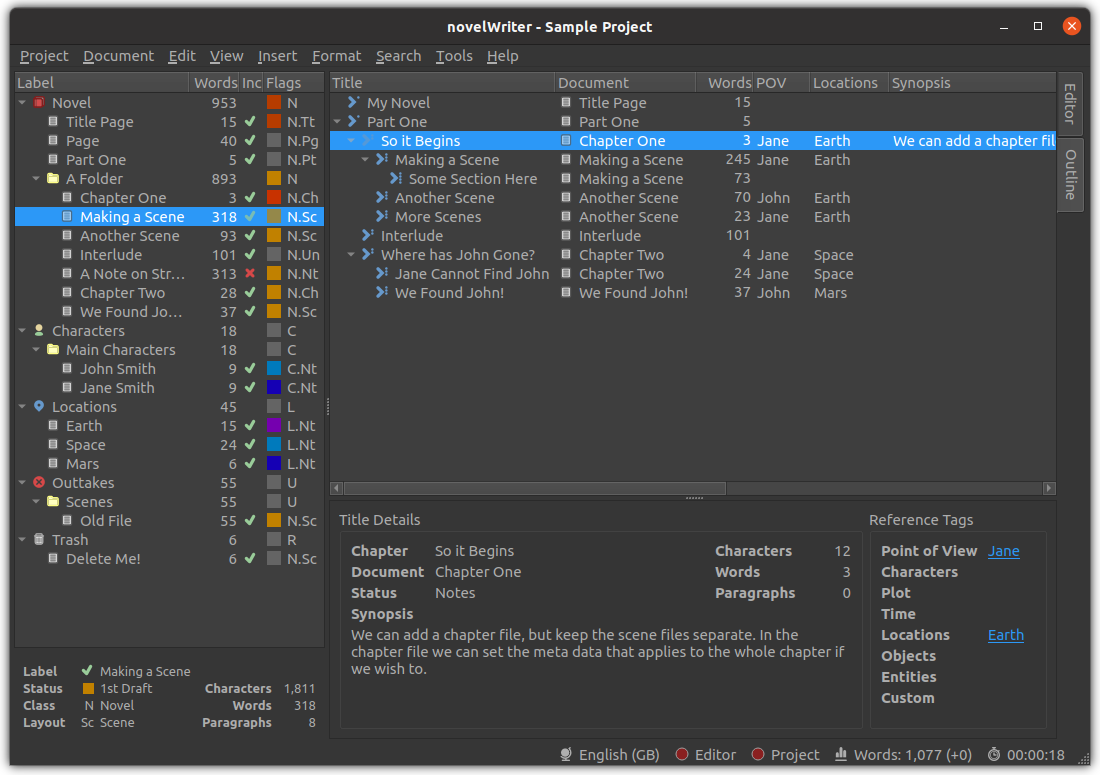 novelWriter - Sample Project
Project Document Edit View Insert Format Search Tools Help
Label Words Inc Flags
Novel 953 N
Title Page 15 N.Tt
Page 40 N.Pg
Part One 5 N.Pt
A Folder 893 N
Chapter One 3 N.Ch
Making a Scene 318 N.Sc
Another Scene 93 N.Sc
Interlude 101 N.Un
A Note on Str... 313 N.Nt
Chapter Two 28 N.Ch
We Found Jo... 37 N.Sc
Characters 18 C
Main Characters 18 C
John Smith 9 C.Nt
Jane Smith 9 C.Nt
Locations 45 L
Earth 15 L.Nt
Space 24 L.Nt
Mars 6 L.Nt
Outtakes 55 U
Scenes 55 U
Old File 55 N.Sc
Trash 6 R
Delete Me! 6 N.Sc
Label Making a Scene
Status 1st Draft Characters 1,811
Class N Novel Words 318
Layout Sc Scene Paragraphs 8
Title Document Words POV Locations Synopsis
My Novel Title Page 15
Part One Part One 5
So it Begins Chapter One 3 Jane Earth We can add a chapter fil
Making a Scene Making a Scene 245 Jane Earth
Some Section Here Making a Scene 73
Another Scene Another Scene 70 John Earth
More Scenes Another Scene 23 Jane Earth
Interlude Interlude 101
Where has John Gone? Chapter Two 4 Jane Space
Jane Cannot Find John Chapter Two 24 Jane Space
We Found John! We Found John! 37 John Mars
Editor
Outline
Title Details
Chapter So it Begins Characters 12
Document Chapter One Words 3
Status Notes Paragraphs 0
Synopsis
We can add a chapter file, but keep the scene files separate. In the
chapter file we can set the meta data that applies to the whole chapter if
we wish to.
Reference Tags
Point of View Jane
Characters
Plot
Time
Locations Earth
Objects
Entities
Custom
English (GB) Editor Project Words: 1,077 (+0) 00:00:18